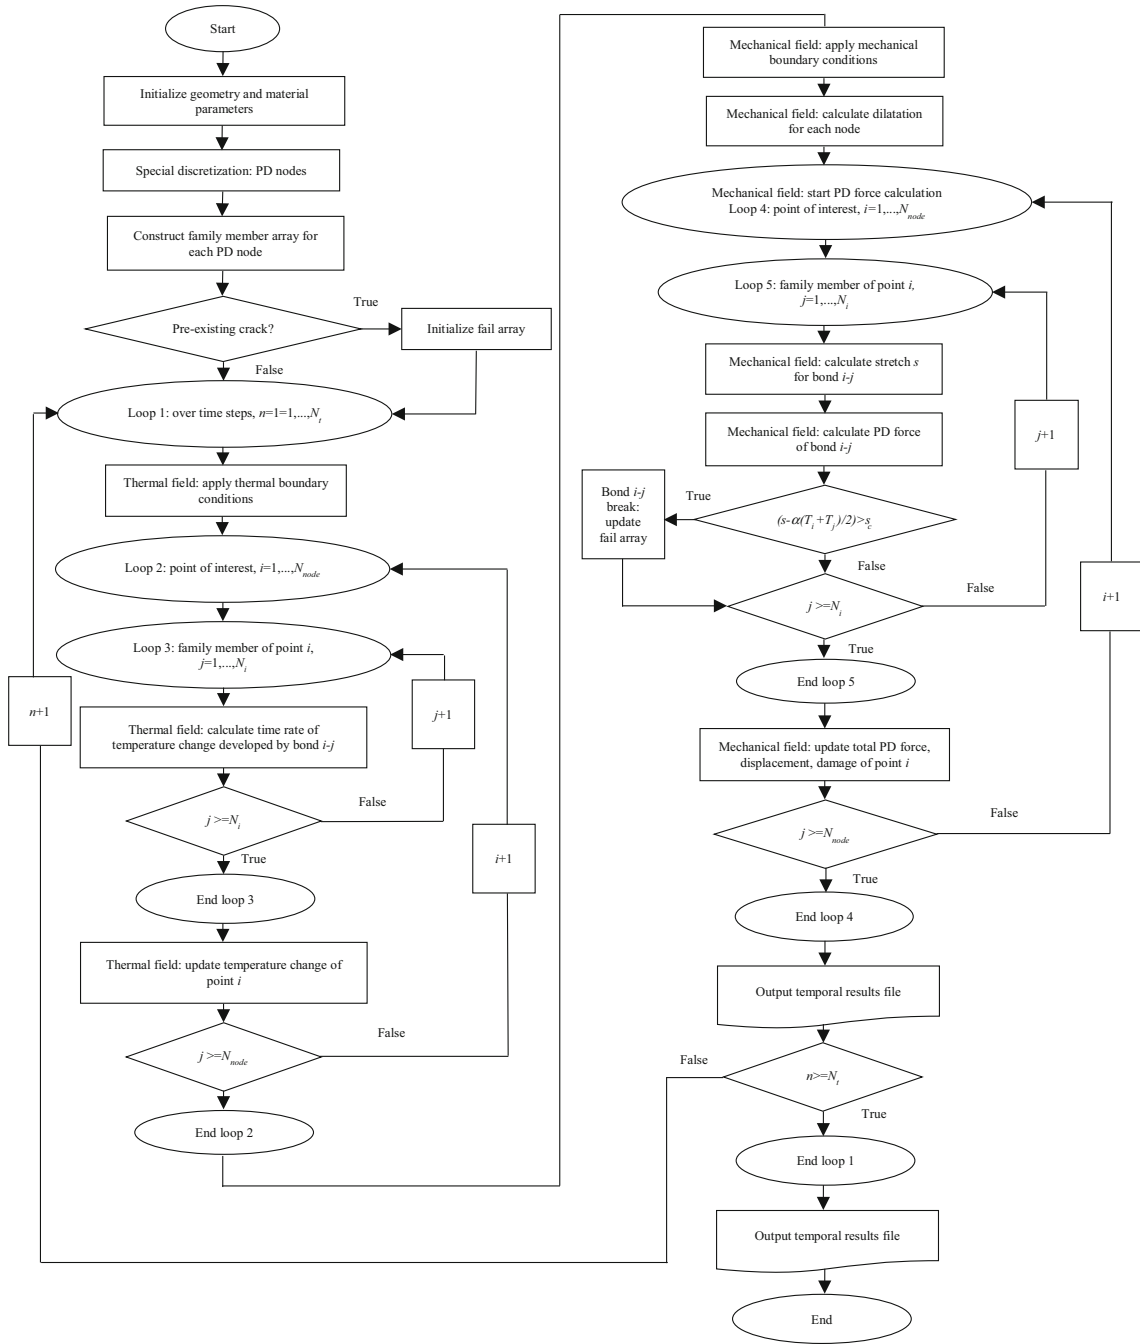 Start
Initialize geometry and material
parameters
Special discretization: PD nodes
Construct family member array for
each PD node
Pre-existing crack?
True
Initialize fail array
False
Loop 1: over time steps, n=1=1,...,Nt
Thermal field: apply thermal boundary
conditions
Loop 2: point of interest, i=1,...,Nnode
Loop 3: family member of point i,
j=1,...,Ni
n+1
j+1
Thermal field: calculate time rate of
temperature change developed by bond i-j
False
j >=Ni
True
i+1
End loop 3
Thermal field: update temperature change of
point i
False
j >=Nnode
End loop 2
Mechanical field: apply mechanical
boundary conditions
Mechanical field: calculate dilatation
for each node
Mechanical field: start PD force calculation
Loop 4: point of interest, i=1,...,Nnode
Loop 5: family member of point i,
j=1,...,Ni
Mechanical field: calculate stretch s
for bond i-j
j+1
Mechanical field: calculate PD force
of bond i-j
Bond i-j
break:
update
fail array
True
(s-α(Ti+Tj)/2)>sc
False
False
i+1
j >=Ni
True
End loop 5
Mechanical field: update total PD force,
displacement, damage of point i
False
j >=Nnode
True
End loop 4
Output temporal results file
False
n>=Nt
True
End loop 1
Output temporal results file
End